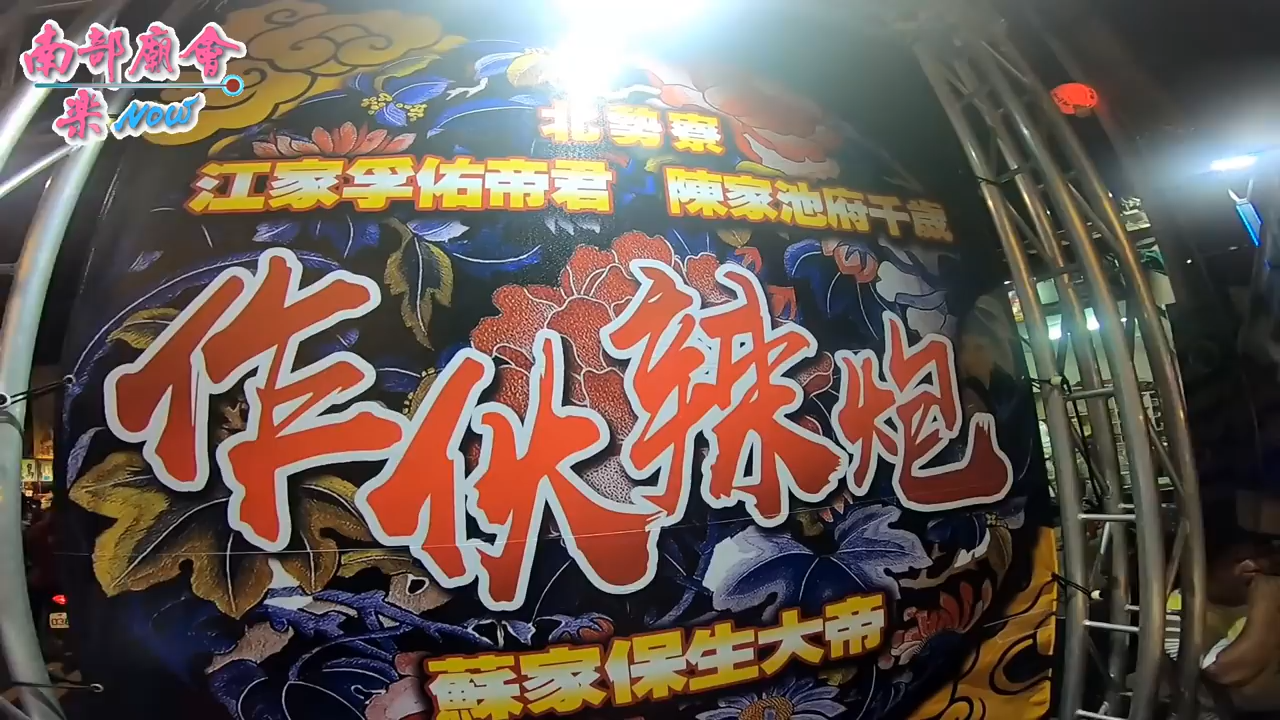 南部廟會
來 NOW
北勢寮
江家孚佑帝君 陳家池府千歲
作伙辣炮
蘇家保生大帝